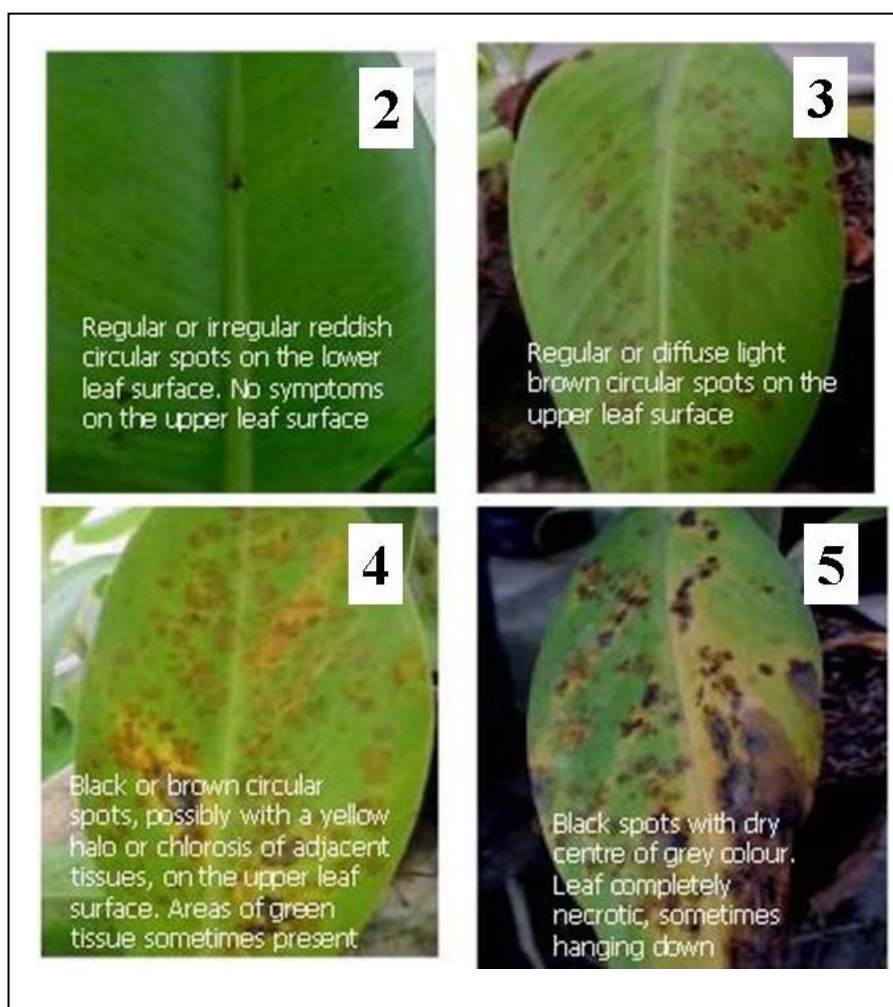 2
Regular or irregular reddish
circular spots on the lower
leaf surface. No symptoms
on the upper leaf surface
3
Regular or diffuse light
brown circular spots on the
upper leaf surface
4
Black or brown circular
spots, possibly with a yellow
halo or chlorosis of adjacent
tissues, on the upper leaf
surface. Areas of green
tissue sometimes present
5
Black spots with dry
centre of grey colour.
Leaf completely
necrotic, sometimes
hanging down